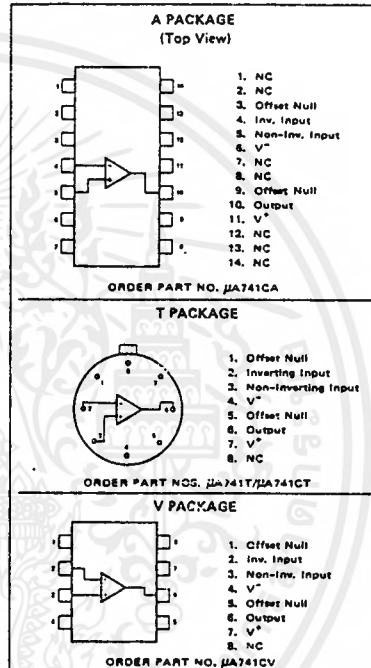 A PACKAGE
(Top View)
1. NC
2. NC
3. Offset Null
4. Inv. Input
5. Non-Inv. Input
6. V⁻
7. NC
8. NC
9. Offset Null
10. Output
11. V⁺
12. NC
13. NC
14. NC
ORDER PART NO. µA741CA
T PACKAGE
1. Offset Null
2. Inverting Input
3. Non-Inverting Input
4. V⁻
5. Offset Null
6. Output
7. V⁺
8. NC
ORDER PART NOS. µA741T/µA741CT
V PACKAGE
1. Offset Null
2. Inv. Input
3. Non-Inv. Input
4. V⁻
5. Offset Null
6. Output
7. V⁺
8. NC
ORDER PART NO. µA741CV